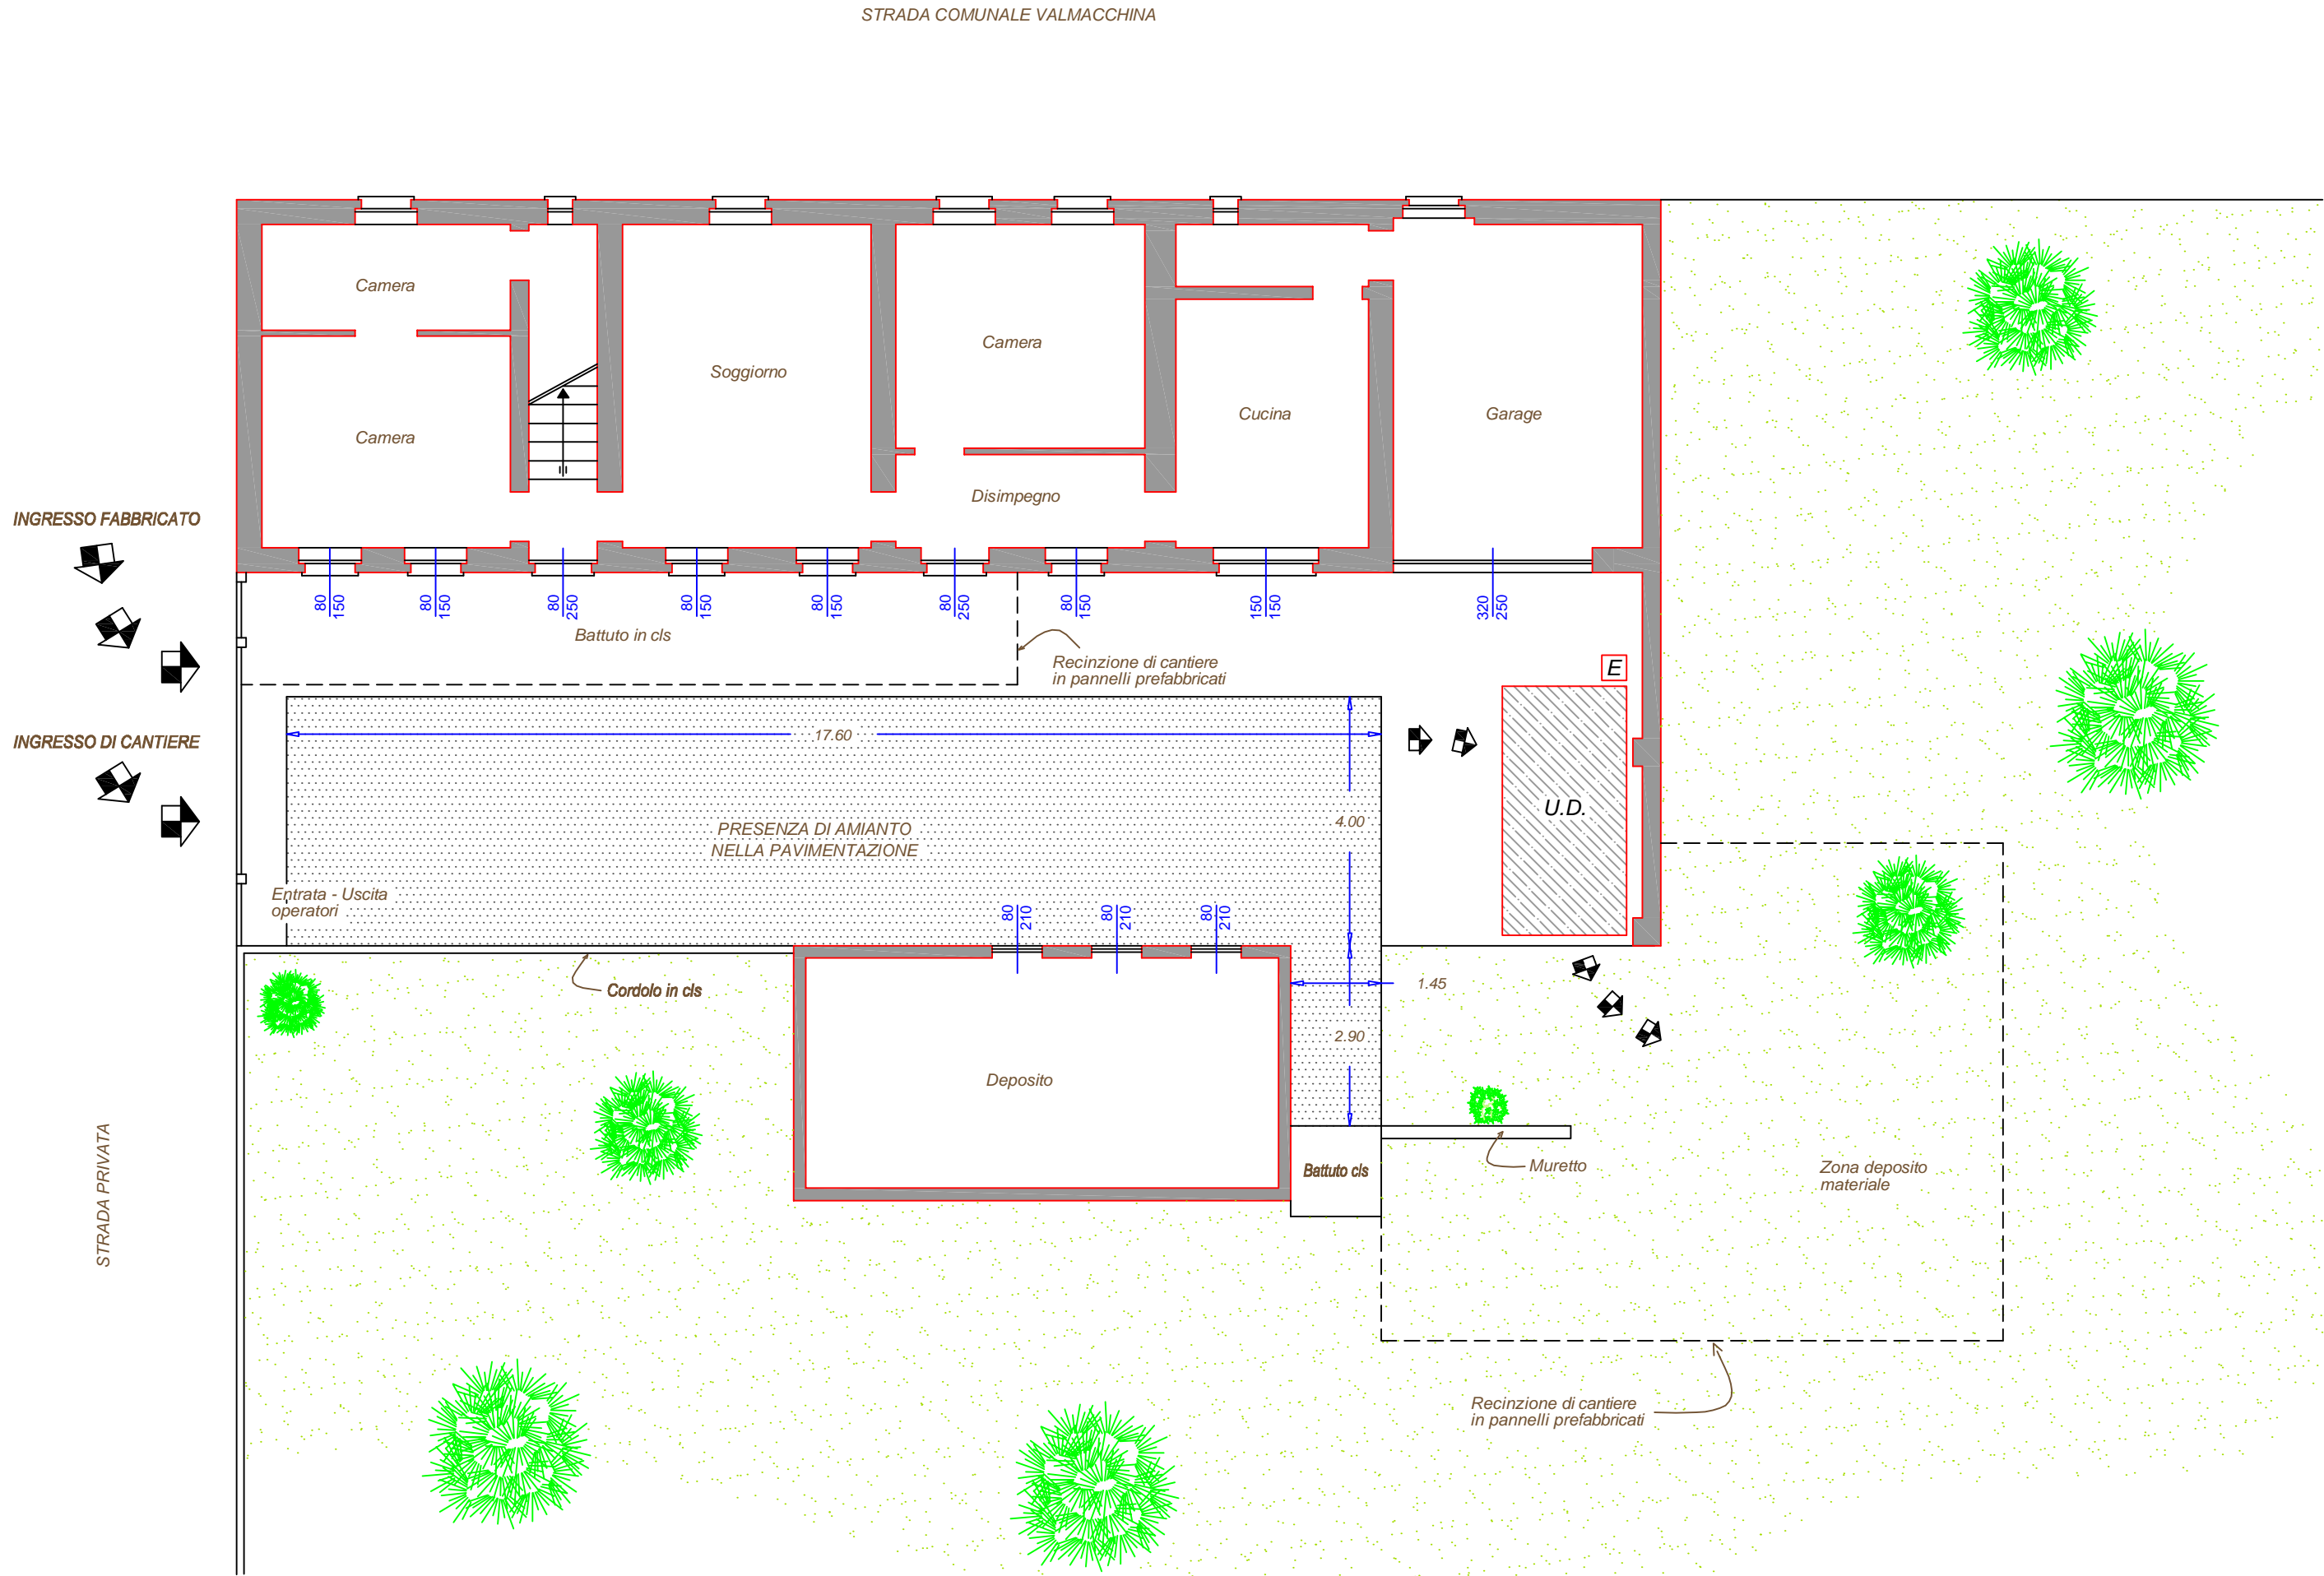 STRADA COMUNALE VALMACCHINA
Camera
Camera
Soggiorno
Camera
Cucina
Garage
Disimpegno
INGRESSO FABBRICATO
80
150
80
150
80
250
80
150
80
150
80
250
80
150
150
150
320
250
Battuto in cls
Recinzione di cantiere
in pannelli prefabbricati
E
INGRESSO DI CANTIERE
17.60
U.D.
4.00
PRESENZA DI AMIANTO
NELLA PAVIMENTAZIONE
Entrata - Uscita
operatori
80
210
80
210
80
210
Cordolo in cls
1.45
2.90
Deposito
Battuto cls
Muretto
Zona deposito
materiale
STRADA PRIVATA
Recinzione di cantiere
in pannelli prefabbricati